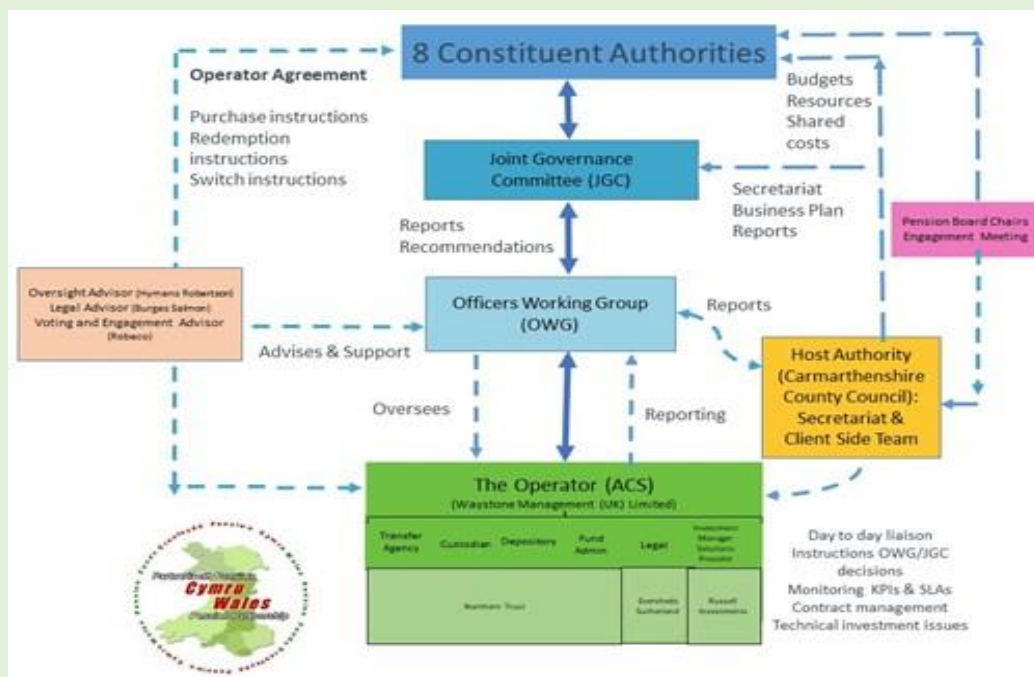 8 Constituent Authorities
Operator Agreement
Purchase instructions
Redemption
instructions
Switch instructions
Budgets
Resources
Shared
costs
Joint Governance
Committee (JGC)
Secretariat
Business Plan
Reports
Pension Board Chairs
Engagement Meeting
Reports
Recommendations
Oversight Advisor (Hymans Robertson)
Legal Advisor (Burges Salmon)
Voting and Engagement Advisor
(Robeco)
Advises & Support
Officers Working Group
(OWG)
Reports
Host Authority
(Carmarthenshire
County Council):
Secretariat &
Client Side Team
Oversees
Reporting
The Operator (ACS)
(Waystone Management (UK) Limited)
Transfer
Agency
Custodian
Depository
Fund
Admin
Legal
Investment
Manager
Solutions
Provider
Northern Trust
Eversheds
Sutherland
Russell
Investments
Day to day liaison
Instructions OWG/JGC
decisions
Monitoring KPIs & SLAs
Contract management
Technical investment issues
Cymru
Wales